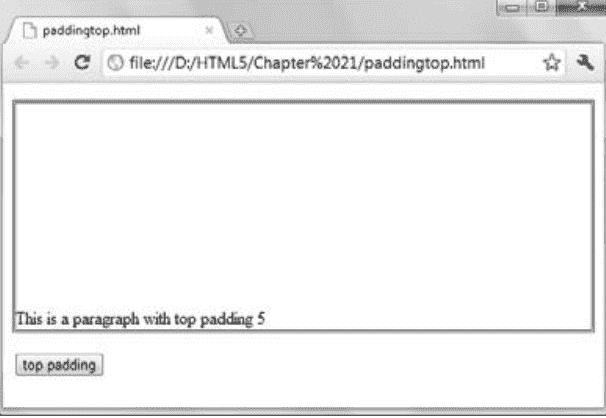 paddingtop.html
file:///D:/HTML5/Chapter%2021/paddingtop.html
This is a paragraph with top padding 5
top padding